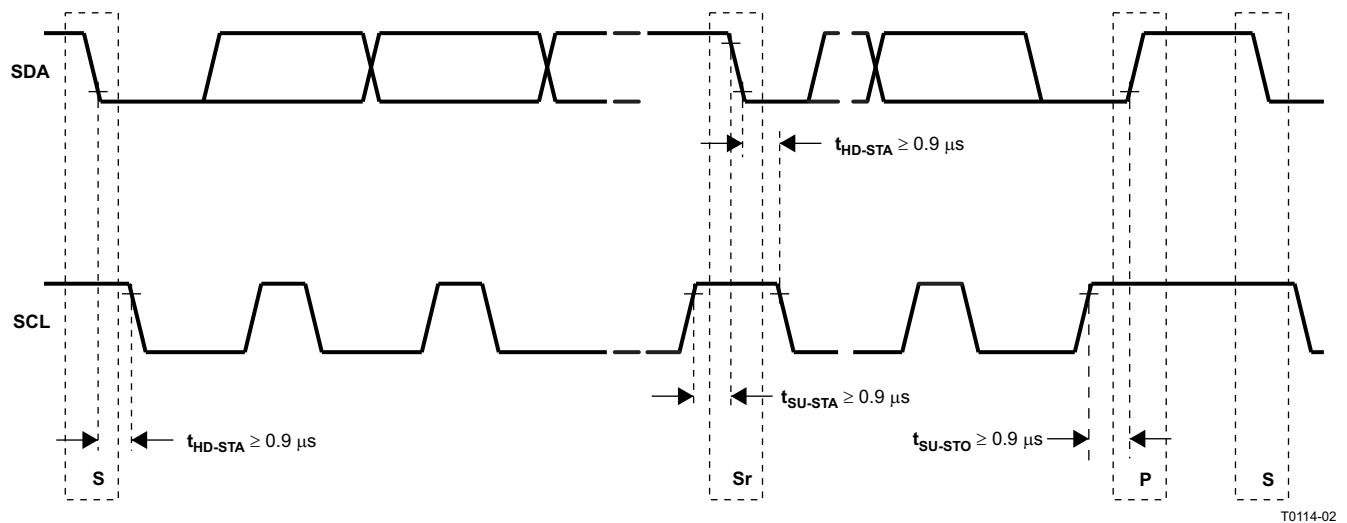 SDA
t_HD-STA ≥ 0.9 μs
SCL
t_SU-STA ≥ 0.9 μs
t_HD-STA ≥ 0.9 μs
t_SU-STO ≥ 0.9 μs
S
Sr
P
S
T0114-02